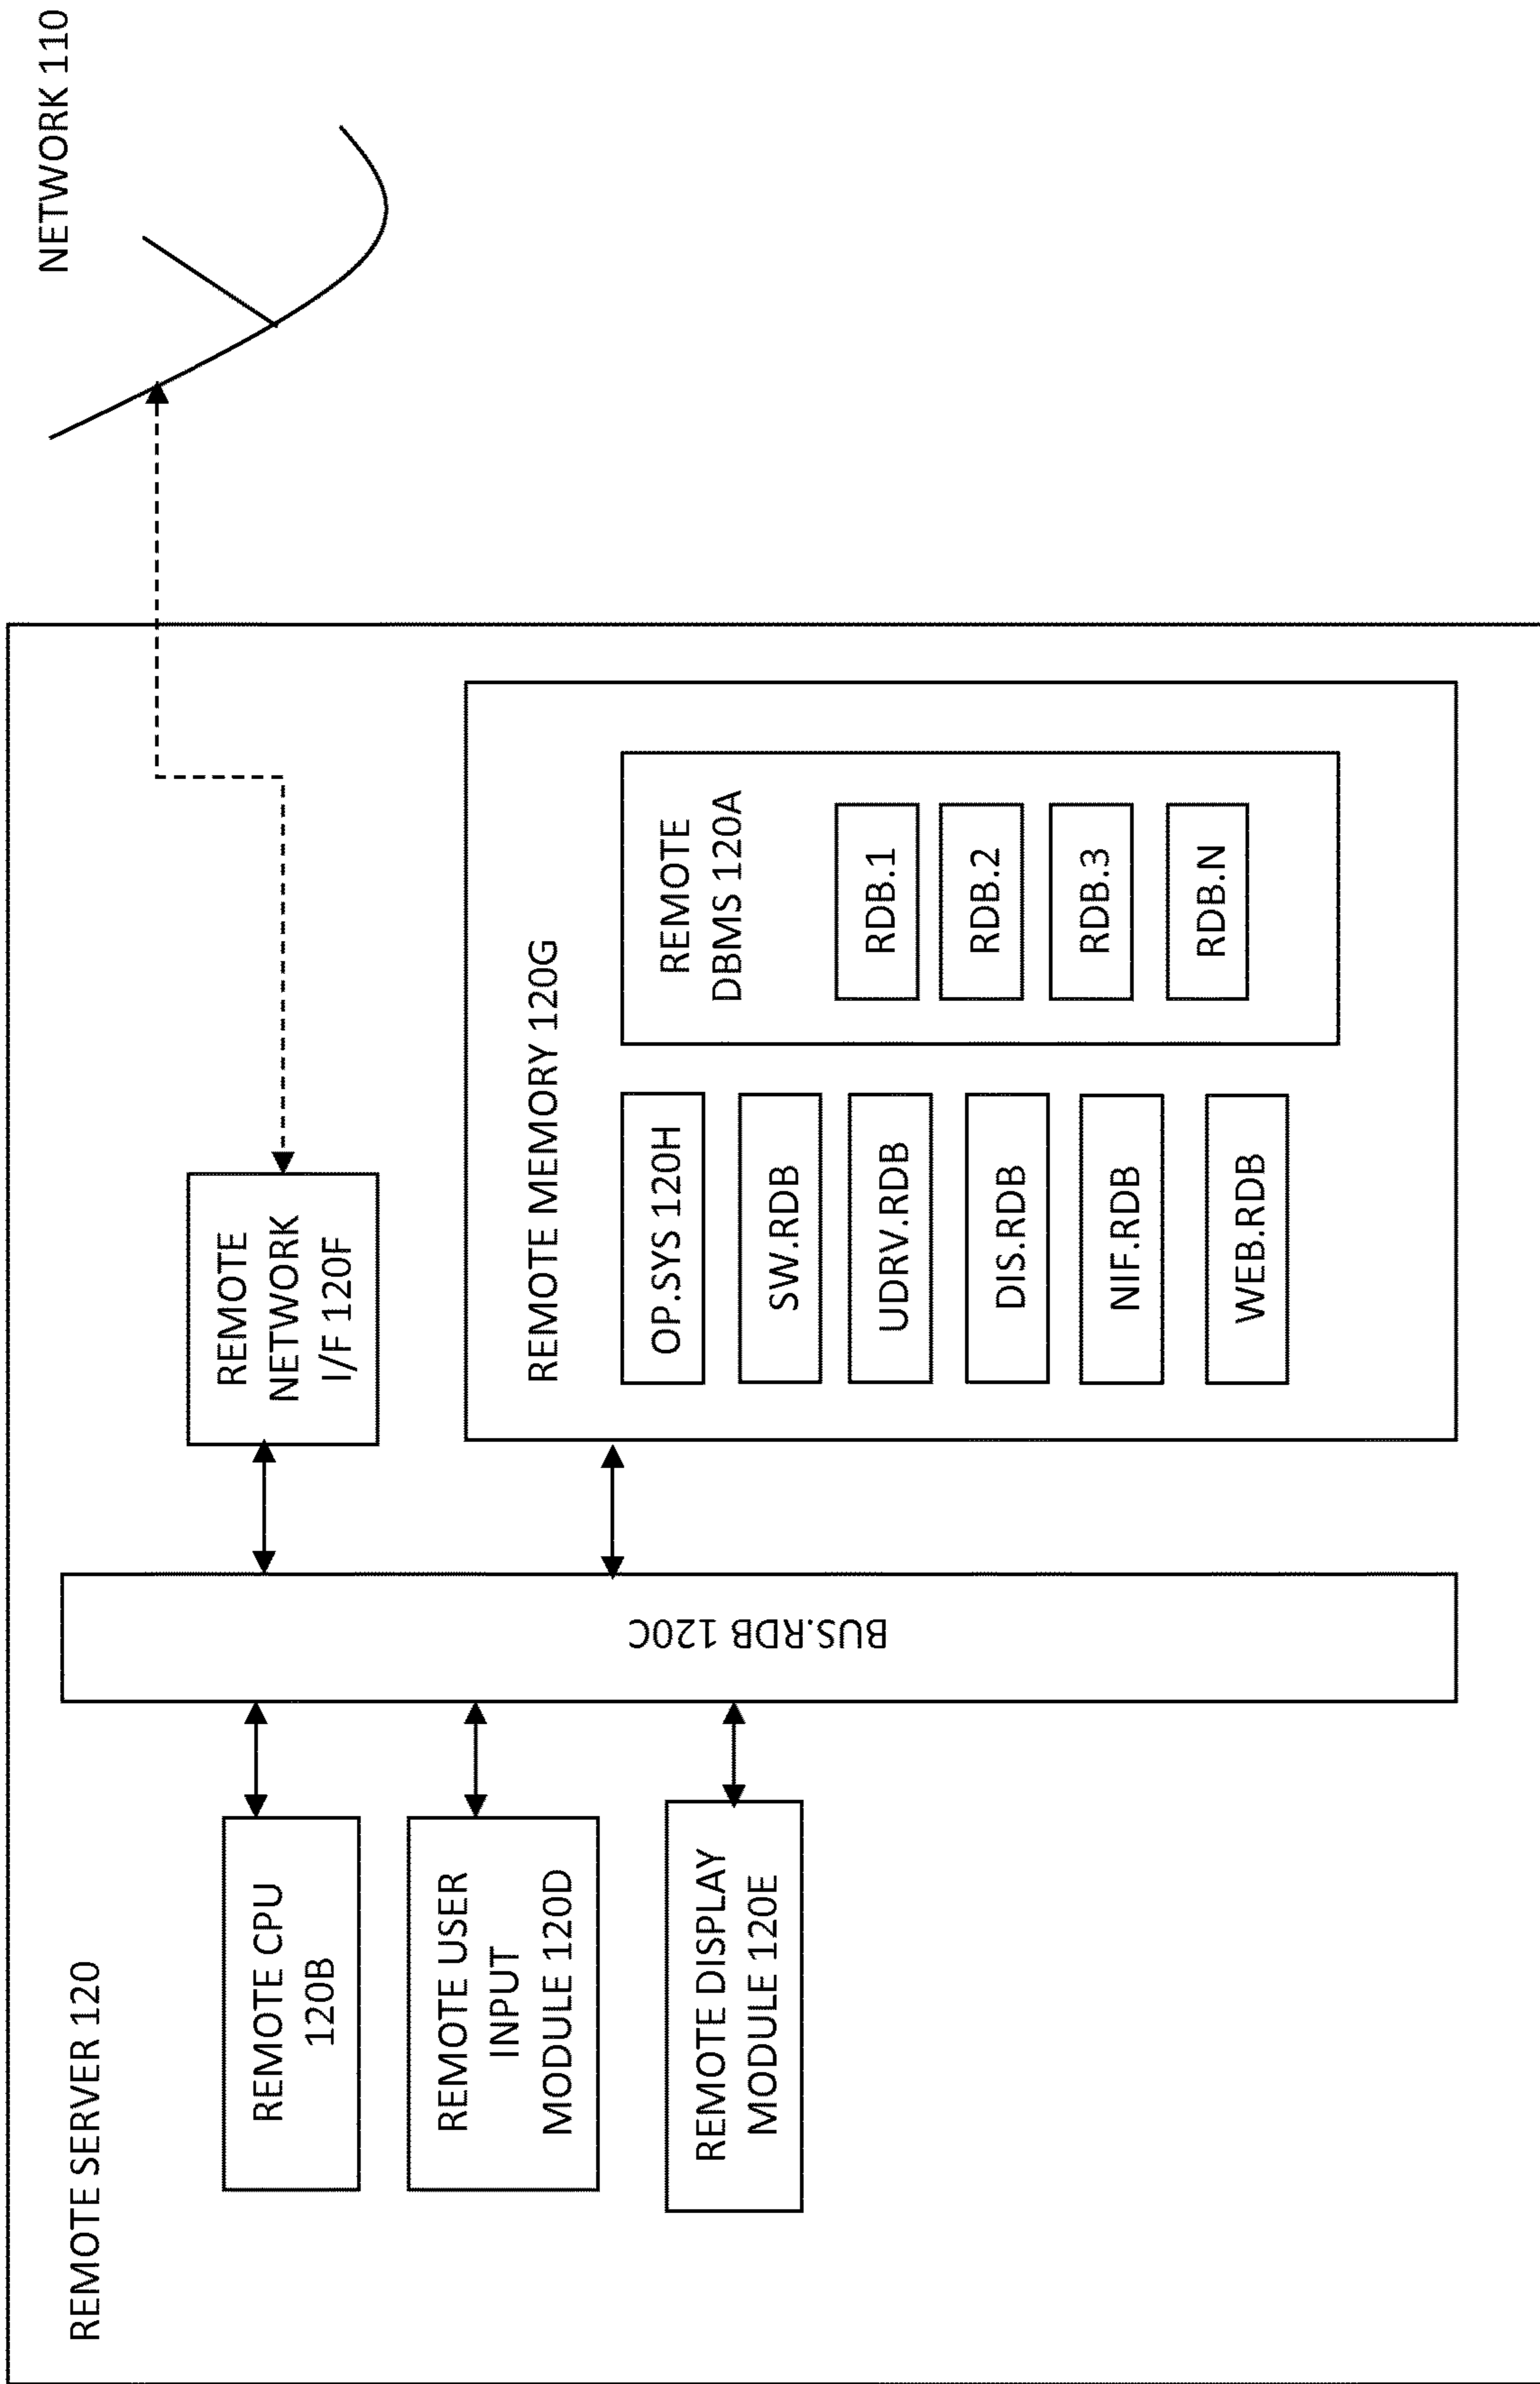 REMOTE SERVER 120
NETWORK 110
REMOTE CPU
120B
REMOTE USER
INPUT
MODULE 120D
REMOTE DISPLAY
MODULE 120E
BUS.RDB 120C
REMOTE
NETWORK
I/F 120F
REMOTE MEMORY 120G
OP.SYS 120H
SW.RDB
UDRV.RDB
DIS.RDB
NIF.RDB
WEB.RDB
REMOTE
DBMS 120A
RDB.1
RDB.2
RDB.3
RDB.N